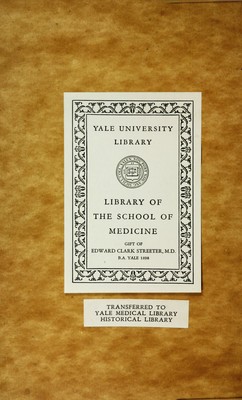 YALE UNIVERSITY
LIBRARY
LIBRARY OF
THE SCHOOL OF
MEDICINE
GIFT OF
EDWARD CLARK STREETER, M.D.
B.A. YALE 1898
TRANSFERRED TO
YALE MEDICAL LIBRARY
HISTORICAL LIBRARY